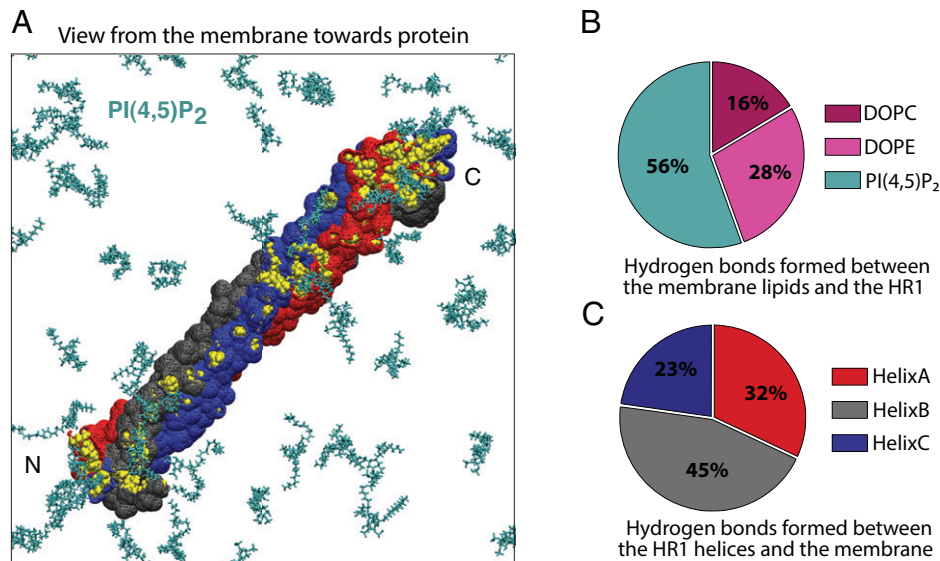 A
View from the membrane towards protein
PI(4,5)P₂
C
N
B
16%
56%
28%
DOPC
DOPE
PI(4,5)P₂
Hydrogen bonds formed between
the membrane lipids and the HR1
C
23%
32%
45%
HelixA
HelixB
HelixC
Hydrogen bonds formed between
the HR1 helices and the membrane